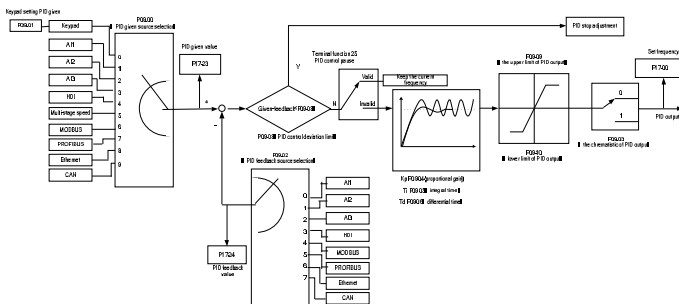 Keypad setting PID given
P09.01
Keypad
AI1
AI2
AI3
HDI
Multi-stage speed
MODBUS
PROFIBUS
Ethernet
CAN
P09.00
PID given source selection
0
1
2
3
4
5
6
7
8
9
PID given value
P17.23
+
-
Y
Given-feedback
P09.08
N
P09.08 PID control deviation limit
Terminal function 25
PID control pause
Valid
Invalid
Keep the current
frequency
PID stop adjustment
Kp P09.04 proportional gain
Ti P09.05 integral time
Td P09.06 differential time
P09.09
the upper limit of PID output
P09.10
lower limit of PID output
0
1
P09.03
the characteristic of PID output
Set frequency
P17.00
PID output
P09.02
PID feedback source selection
0
1
2
3
4
5
6
7
AI1
AI2
AI3
HDI
MODBUS
PROFIBUS
Ethernet
CAN
P17.24
PID feedback
value